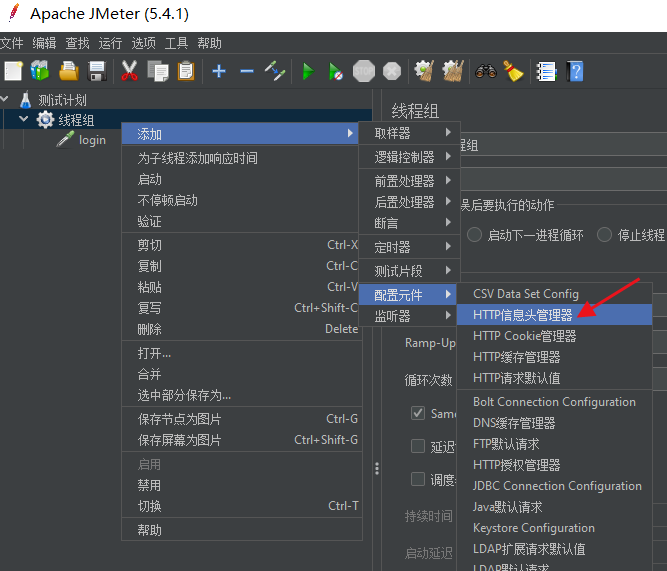 Apache JMeter (5.4.1)
文件 编辑 查找 运行 选项 工具 帮助
测试计划
线程组
login
线程组
添加
为子线程添加响应时间
启动
不停顿启动
验证
剪切 Ctrl-X
复制 Ctrl-C
粘贴 Ctrl-V
复写 Ctrl+Shift-C
删除 Delete
打开...
合并
选中部分保存为...
保存节点为图片 Ctrl-G
保存屏幕为图片 Ctrl+Shift-G
启用
禁用
切换 Ctrl-T
帮助
取样器
逻辑控制器
前置处理器
后置处理器
断言
定时器
测试片段
配置元件
监听器
程组
误后要执行的动作
启动下一进程循环 停止线程
Ramp-Up
循环次数
Same
延迟
调度
持续时间
启动延迟
CSV Data Set Config
HTTP信息头管理器
HTTP Cookie管理器
HTTP缓存管理器
HTTP请求默认值
Bolt Connection Configuration
DNS缓存管理器
FTP默认请求
HTTP授权管理器
JDBC Connection Configuration
Java默认请求
Keystore Configuration
LDAP扩展请求默认值
LDAP默认请求